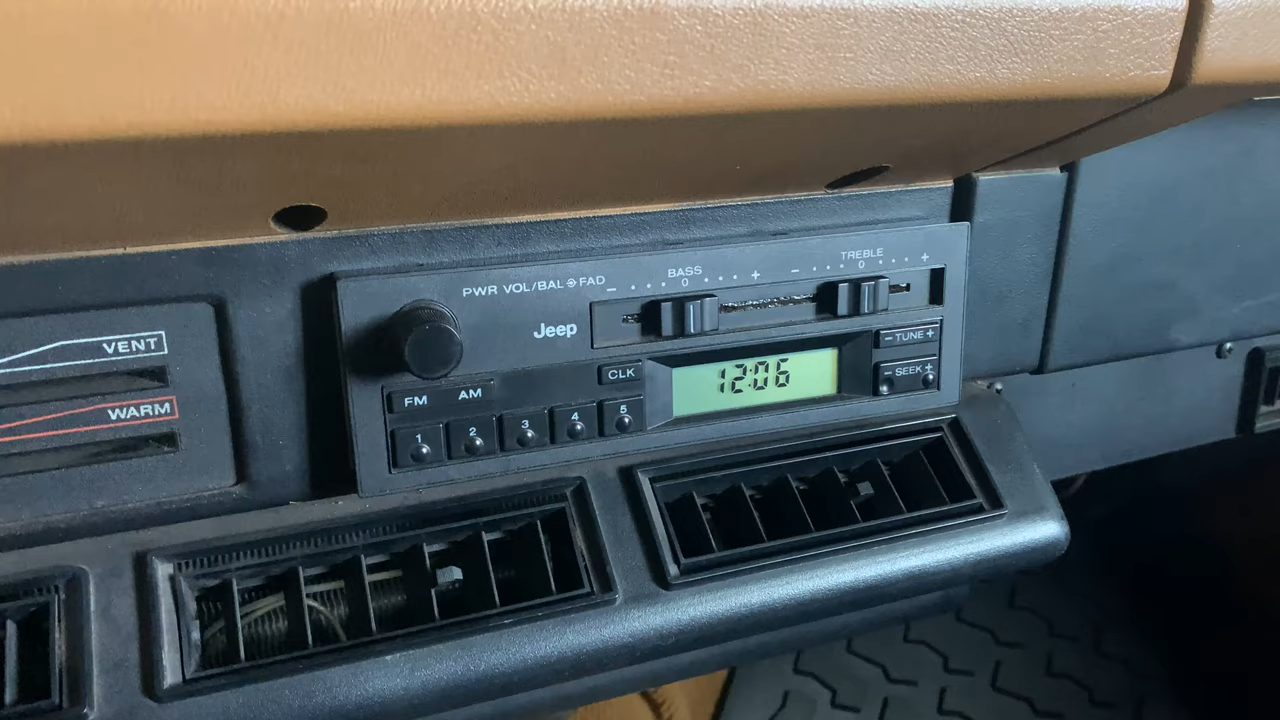 PWR VOL/BAL FAD
- BASS 0 +
- TREBLE 0 +
Jeep
VENT
WARM
CLK
12:06
- TUNE +
- SEEK +
FM AM
1 2 3 4 5